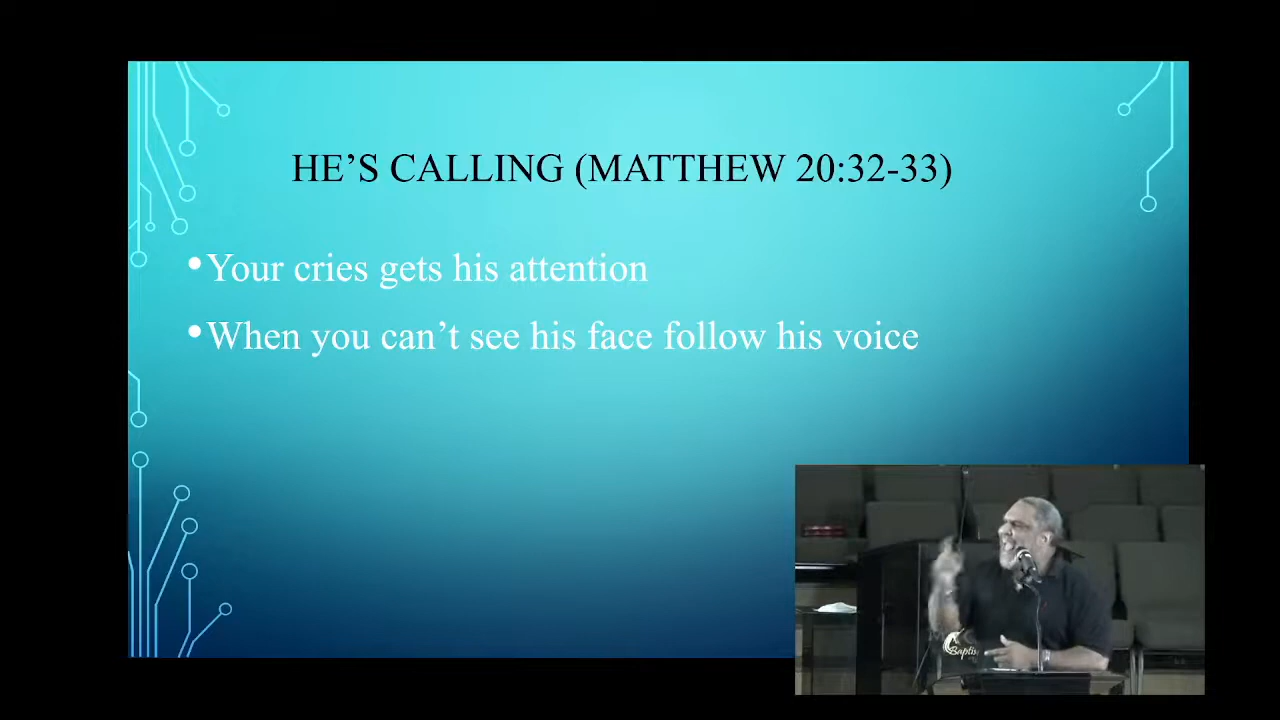 HE’S CALLING (MATTHEW 20:32-33)
•Your cries gets his attention
•When you can’t see his face follow his voice
Baptist